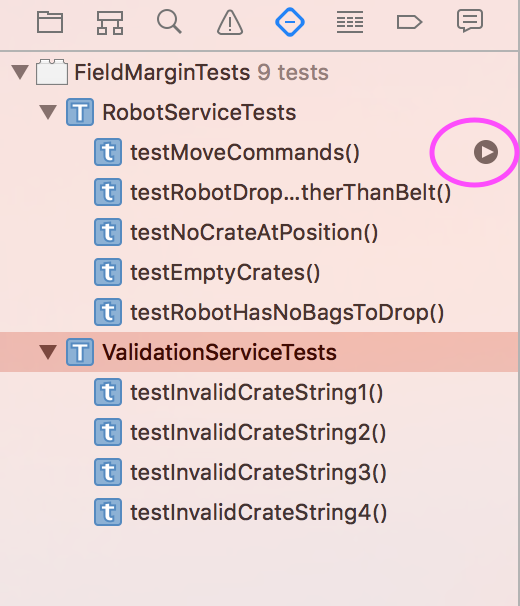 FieldMarginTests 9 tests
T RobotServiceTests
t testMoveCommands()
t testRobotDrop...therThanBelt()
t testNoCrateAtPosition()
t testEmptyCrates()
t testRobotHasNoBagsToDrop()
T ValidationServiceTests
t testInvalidCrateString1()
t testInvalidCrateString2()
t testInvalidCrateString3()
t testInvalidCrateString4()